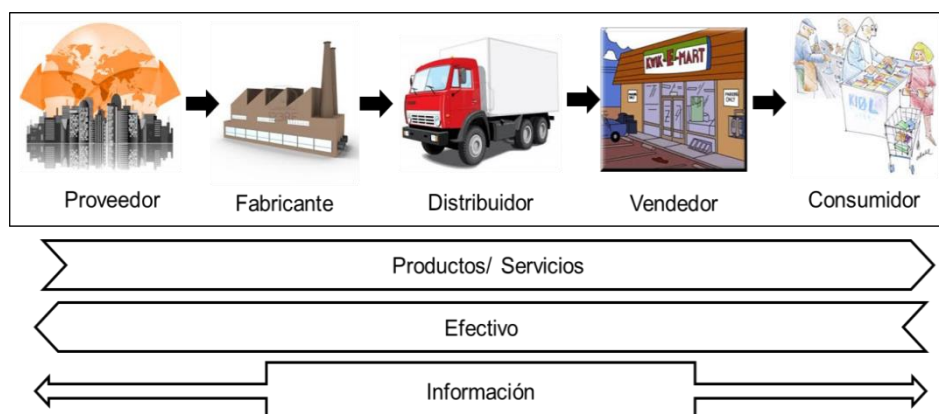 KWIK-E-MART
Proveedor
Fabricante
Distribuidor
Vendedor
Consumidor
Productos/ Servicios
Efectivo
Información